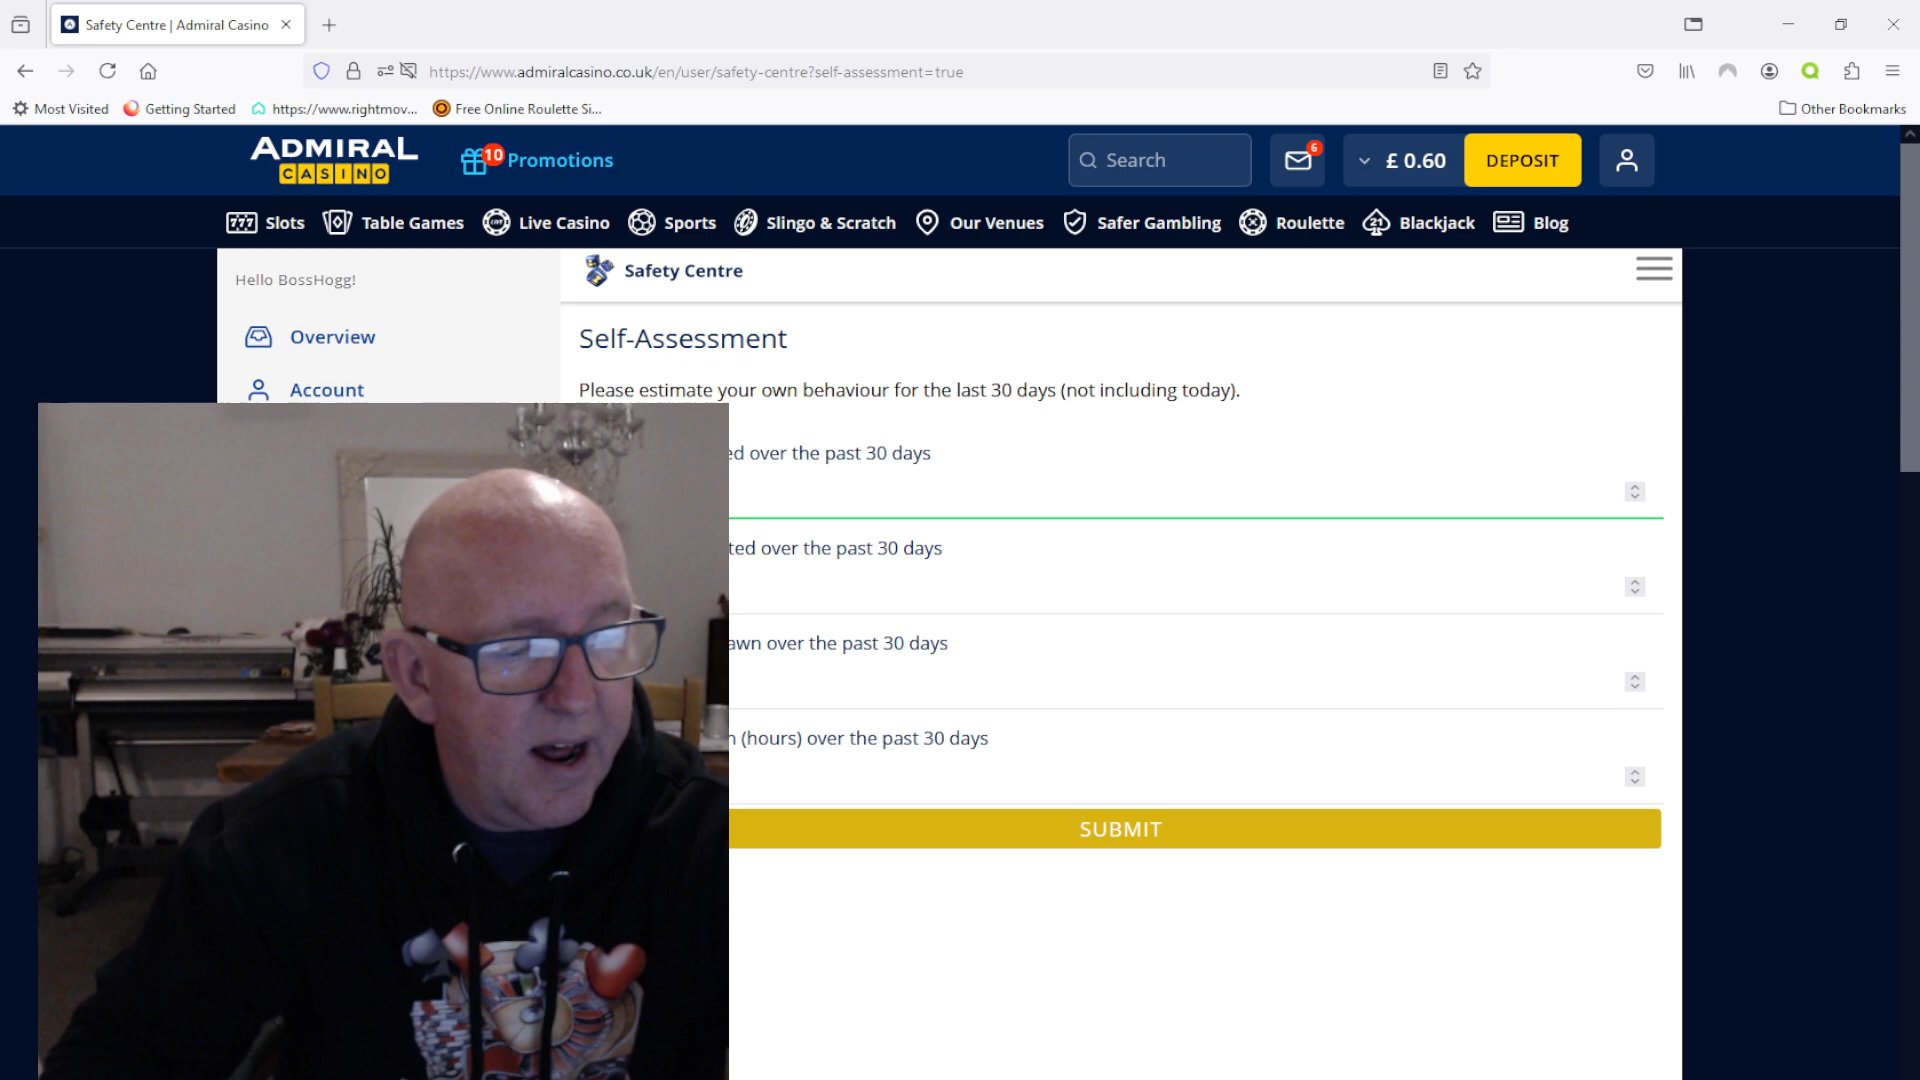 Safety Centre | Admiral Casino
https://www.admiralcasino.co.uk/en/user/safety-centre?self-assessment=true
Most Visited
Getting Started
https://www.rightmov...
Free Online Roulette Si...
Other Bookmarks
ADMIRAL
CASINO
10
Promotions
Search
6
£ 0.60
DEPOSIT
777 Slots
Table Games
LIVE Live Casino
Sports
Slingo & Scratch
Our Venues
Safer Gambling
Roulette
21 Blackjack
Blog
Hello BossHogg!
Overview
Account
Safety Centre
Self-Assessment
Please estimate your own behaviour for the last 30 days (not including today).
ed over the past 30 days
ted over the past 30 days
awn over the past 30 days
(hours) over the past 30 days
SUBMIT